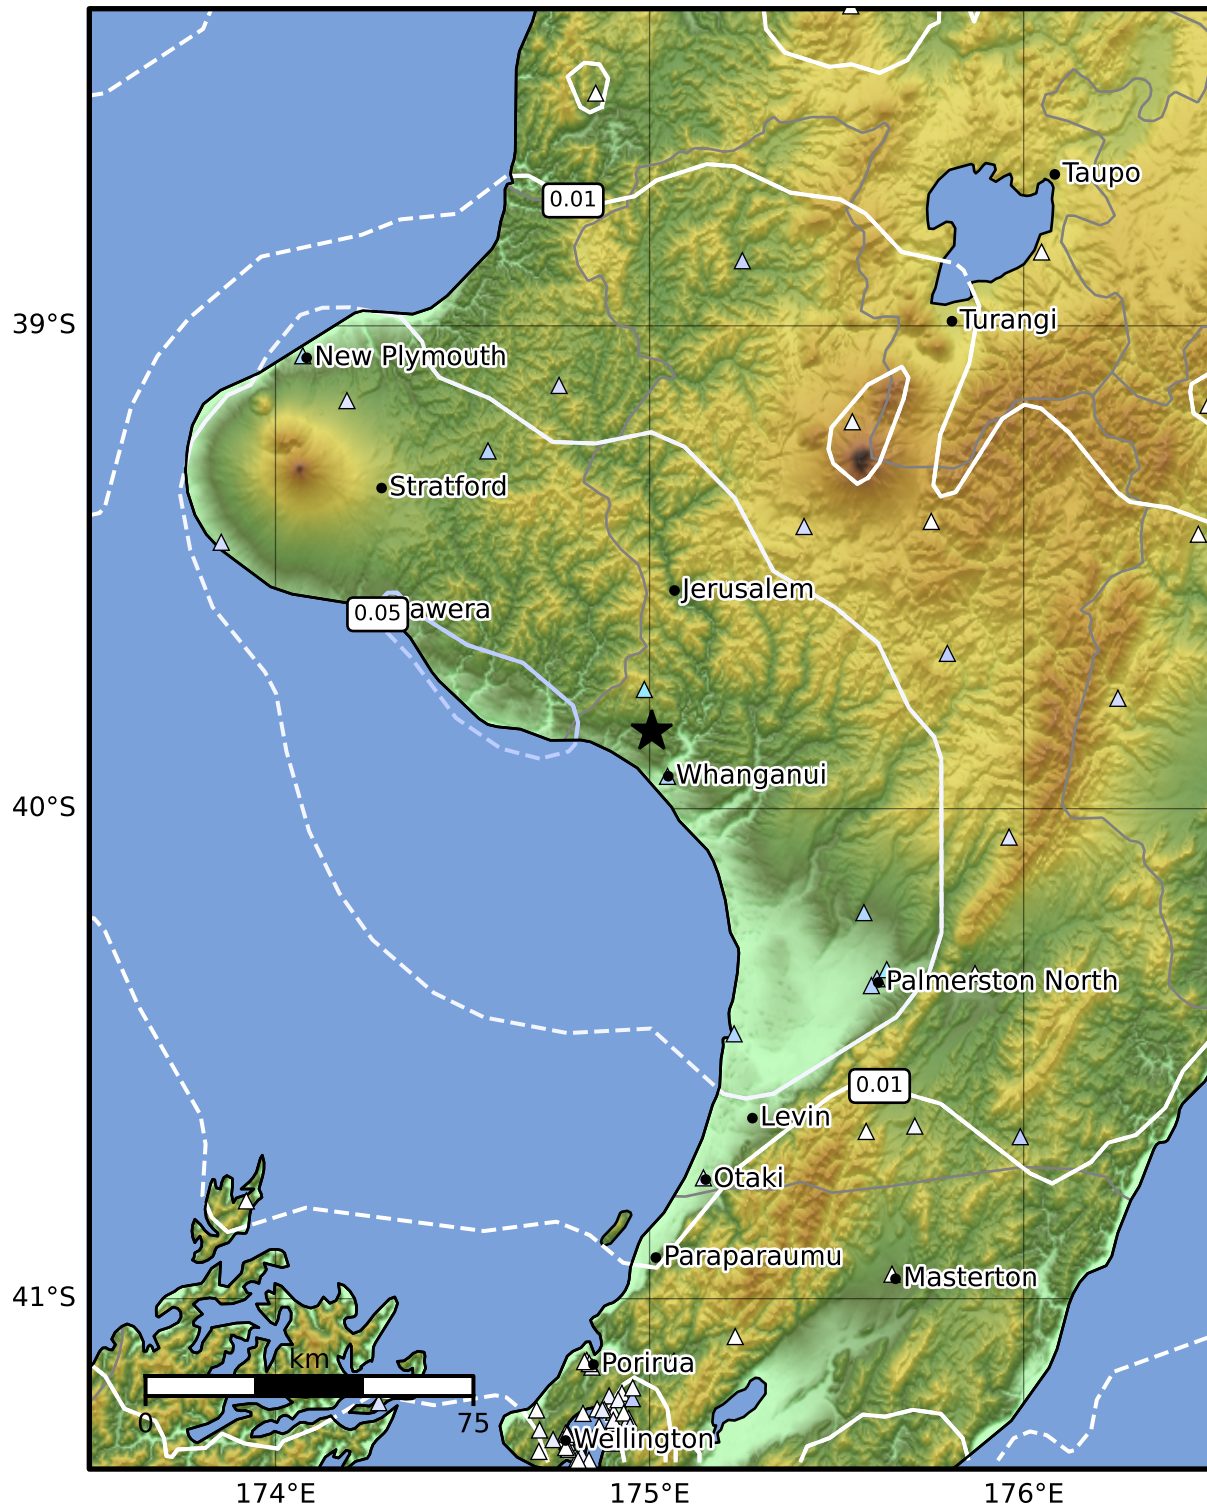 Taupo
0.01
39°S
Turangi
New Plymouth
Stratford
Jerusalem
0.05
awera
Whanganui
40°S
Palmerston North
0.01
Levin
Otaki
Paraparaumu
Masterton
41°S
km
Porirua
0
75
Wellington
174°E
175°E
176°E